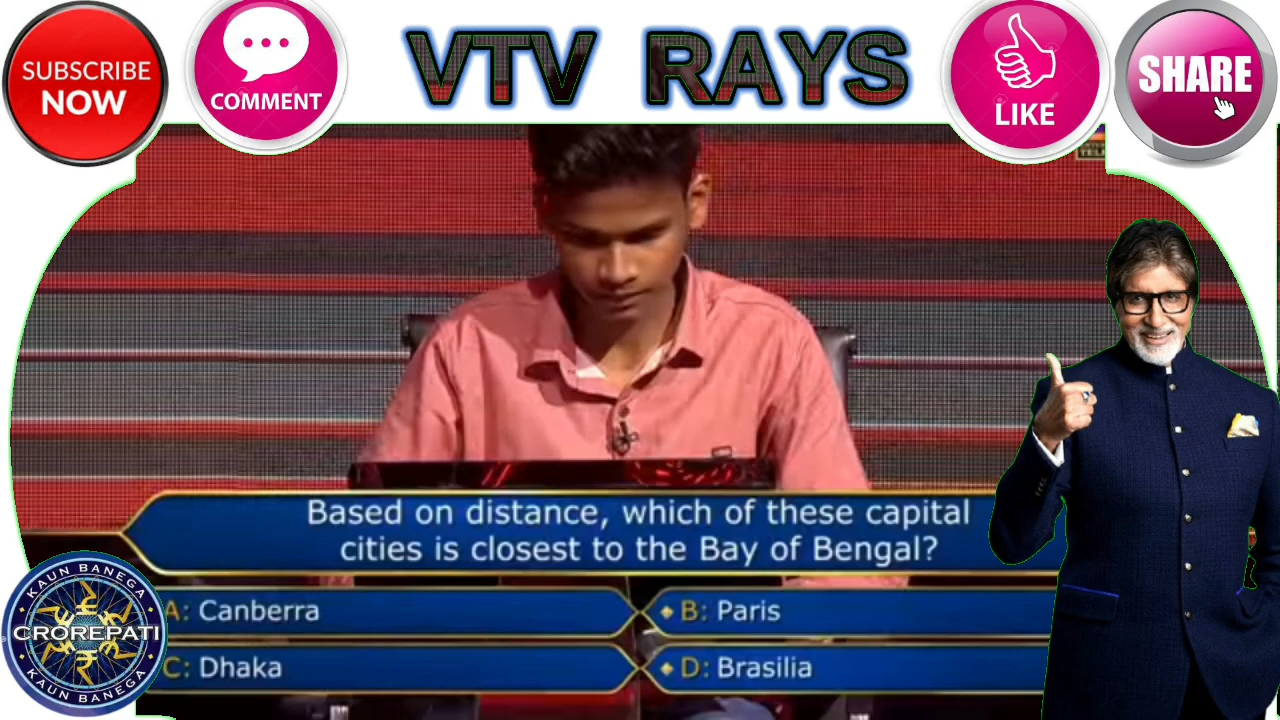 SUBSCRIBE
NOW
COMMENT
VTV RAYS
LIKE
SHARE
Based on distance, which of these capital
cities is closest to the Bay of Bengal?
A: Canberra
B: Paris
C: Dhaka
D: Brasilia
KAUN BANEGA
CROREPATI
KAUN BANEGA